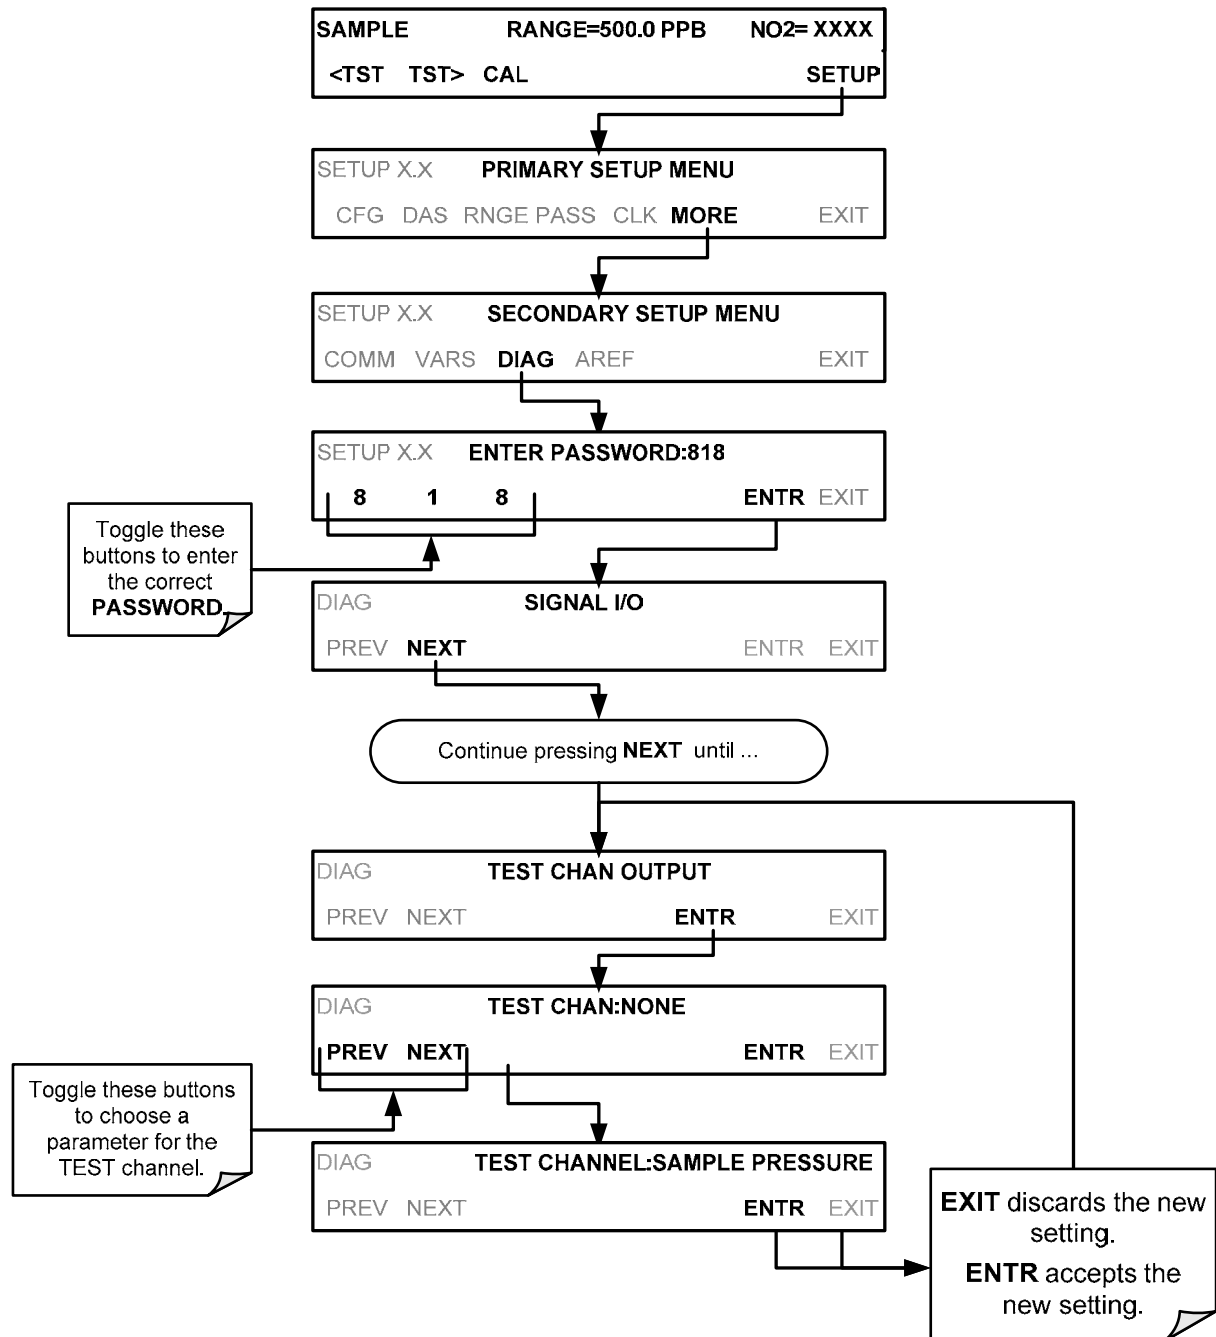 SAMPLE RANGE=500.0 PPB NO2= XXXX
<TST TST> CAL SETUP
SETUP X.X PRIMARY SETUP MENU
CFG DAS RNGE PASS CLK MORE EXIT
SETUP X.X SECONDARY SETUP MENU
COMM VARS DIAG AREF EXIT
SETUP X.X ENTER PASSWORD:818
8 1 8 ENTR EXIT
Toggle these
buttons to enter
the correct
PASSWORD.
DIAG SIGNAL I/O
PREV NEXT ENTR EXIT
Continue pressing NEXT until ...
DIAG TEST CHAN OUTPUT
PREV NEXT ENTR EXIT
DIAG TEST CHAN:NONE
PREV NEXT ENTR EXIT
Toggle these buttons
to choose a
parameter for the
TEST channel.
DIAG TEST CHANNEL:SAMPLE PRESSURE
PREV NEXT ENTR EXIT
EXIT discards the new
setting.
ENTR accepts the
new setting.